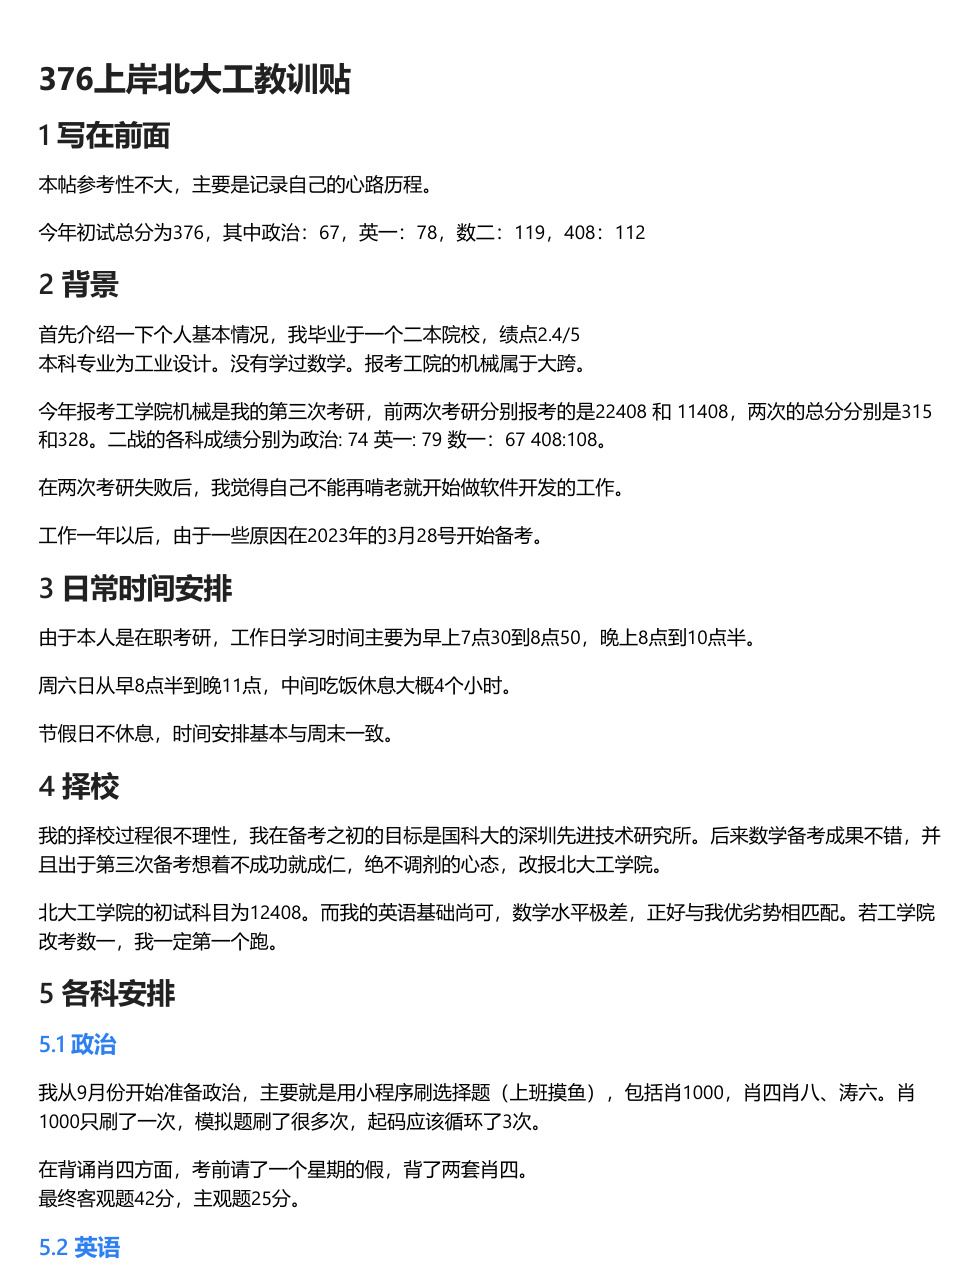 376上岸北大工教训贴
1 写在前面
本帖参考性不大，主要是记录自己的心路历程。
今年初试总分为376，其中政治：67，英一：78，数二：119，408：112
2 背景
首先介绍一下个人基本情况，我毕业于一个二本院校，绩点2.4/5
本科专业为工业设计。没有学过数学。报考工院的机械属于大跨。
今年报考工学院机械是我的第三次考研，前两次考研分别报考的是22408 和 11408，两次的总分分别是315
和328。二战的各科成绩分别为政治: 74 英一: 79 数一：67 408:108。
在两次考研失败后，我觉得自己不能再啃老就开始做软件开发的工作。
工作一年以后，由于一些原因在2023年的3月28号开始备考。
3 日常时间安排
由于本人是在职考研，工作日学习时间主要为早上7点30到8点50，晚上8点到10点半。
周六日从早8点半到晚11点，中间吃饭休息大概4个小时。
节假日不休息，时间安排基本与周末一致。
4 择校
我的择校过程很不理性，我在备考之初的目标是国科大的深圳先进技术研究所。后来数学备考成果不错，并
且出于第三次备考想着不成功就成仁，绝不调剂的心态，改报北大工学院。
北大工学院的初试科目为12408。而我的英语基础尚可，数学水平极差，正好与我优劣势相匹配。若工学院
改考数一，我一定第一个跑。
5 各科安排
5.1 政治
我从9月份开始准备政治，主要就是用小程序刷选择题（上班摸鱼），包括肖1000，肖四肖八、涛六。肖
1000只刷了一次，模拟题刷了很多次，起码应该循环了3次。
在背诵肖四方面，考前请了一个星期的假，背了两套肖四。
最终客观题42分，主观题25分。
5.2 英语